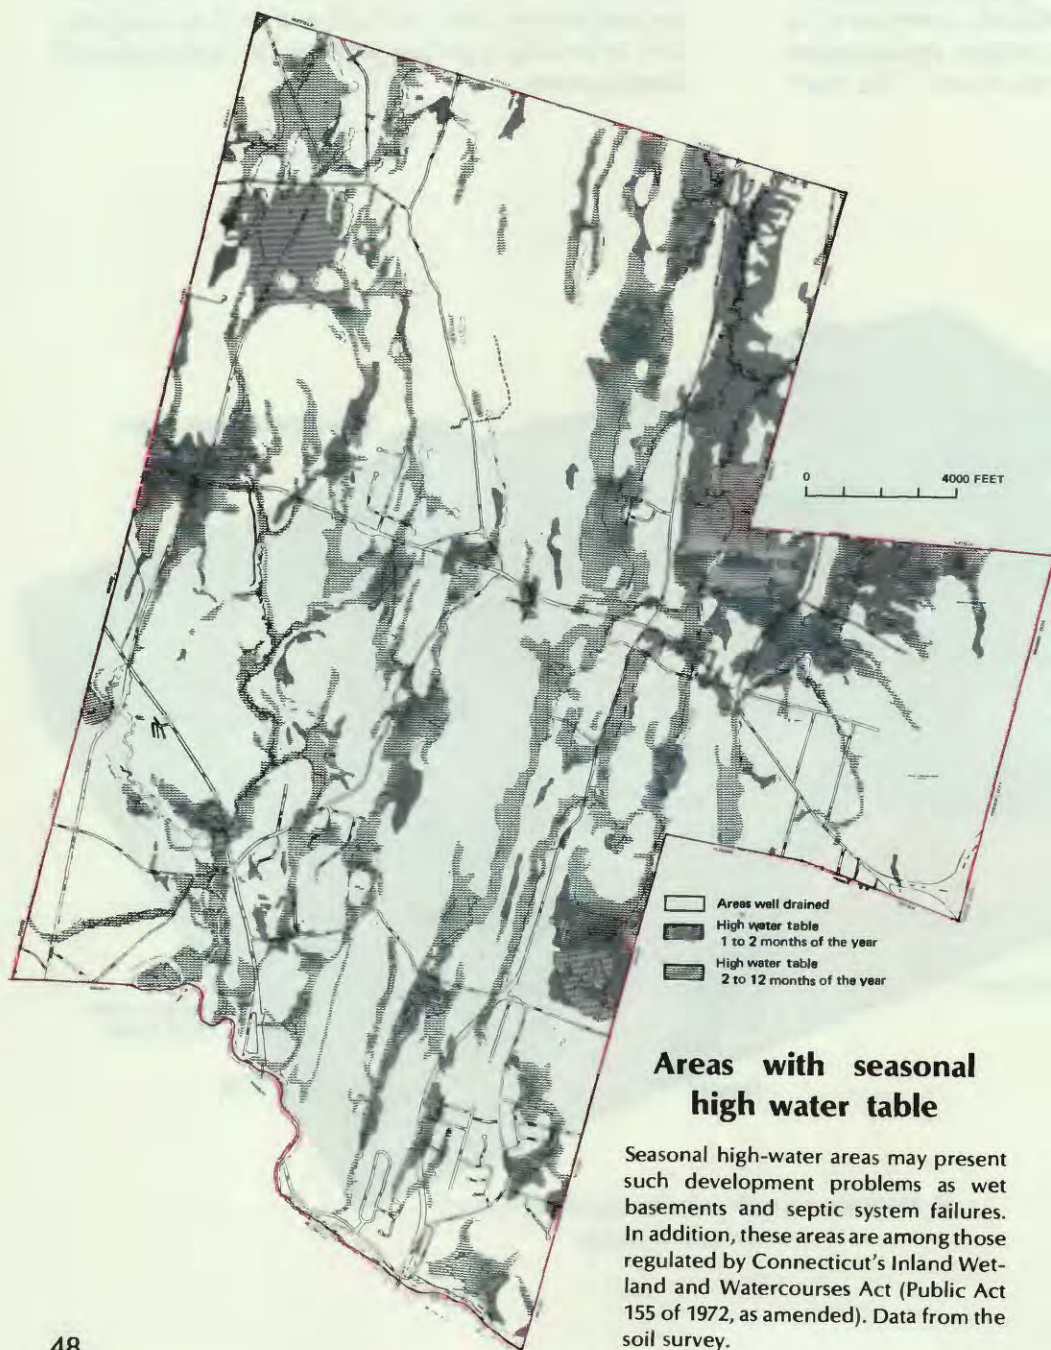 0
4000 FEET
Areas well drained
High water table
1 to 2 months of the year
High water table
2 to 12 months of the year
Areas with seasonal
high water table
Seasonal high-water areas may present
such development problems as wet
basements and septic system failures.
In addition, these areas are among those
regulated by Connecticut's Inland Wet-
land and Watercourses Act (Public Act
155 of 1972, as amended). Data from the
soil survey.
48